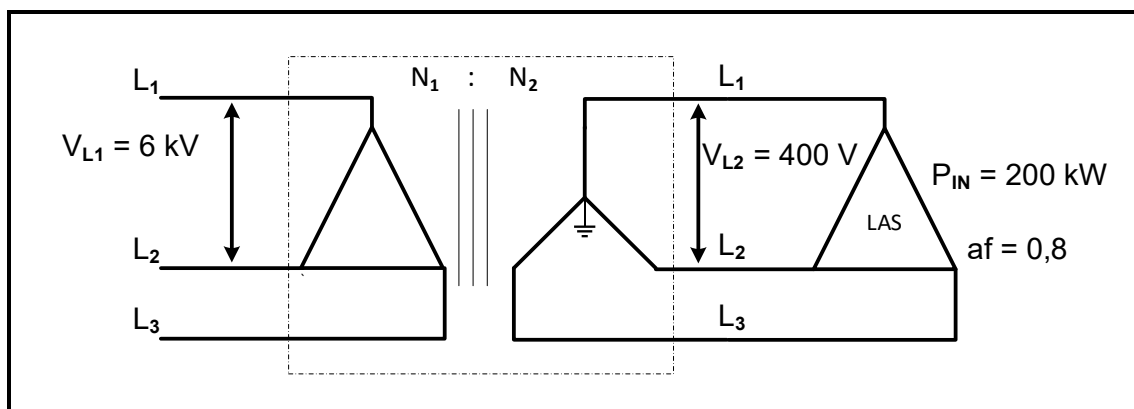 N₁ : N₂
L₁
L₁
V_L1 = 6 kV
V_L2 = 400 V
P_IN = 200 kW
LAS
L₂
L₂
af = 0,8
L₃
L₃